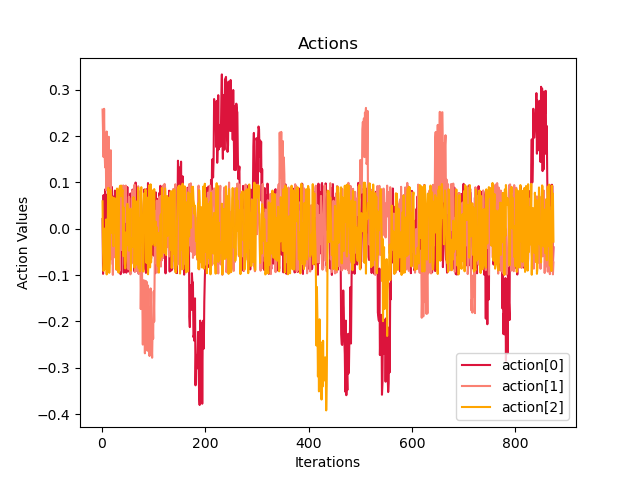 Actions
Action Values
0.3
0.2
0.1
0.0
−0.1
−0.2
−0.3
−0.4
0
200
400
600
800
Iterations
action[0]
action[1]
action[2]